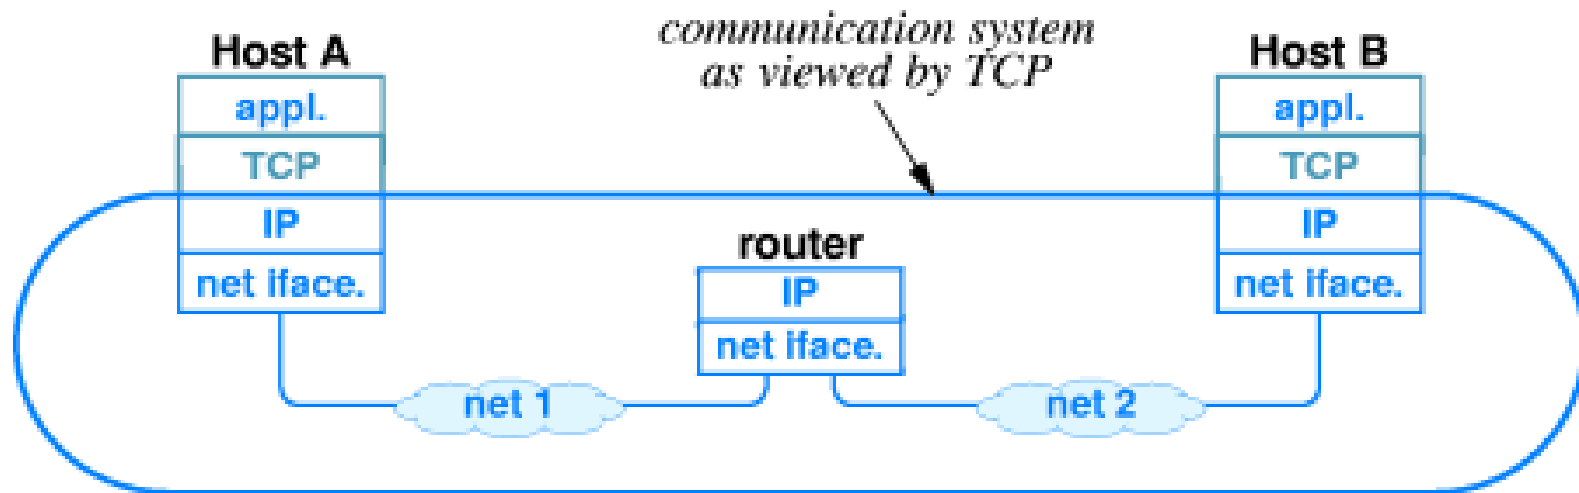 communication system
as viewed by TCP
Host A
appl.
TCP
IP
net iface.
router
IP
net iface.
Host B
appl.
TCP
IP
net iface.
net 1
net 2